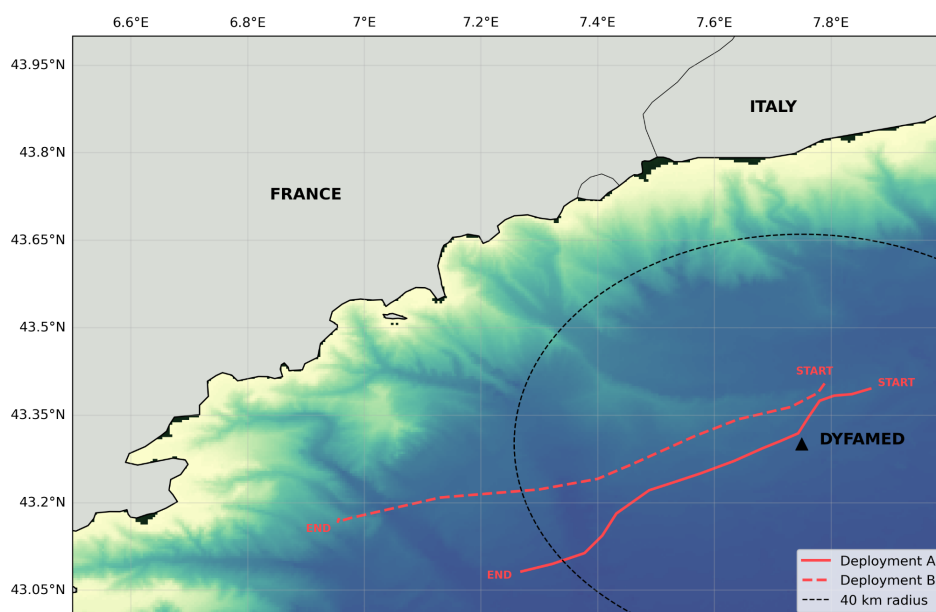 6.6°E 6.8°E 7°E 7.2°E 7.4°E 7.6°E 7.8°E
43.95°N
ITALY
43.8°N
FRANCE
43.65°N
43.5°N
START
START
43.35°N
DYFAMED
43.2°N
END
END
43.05°N
Deployment A
Deployment B
40 km radius